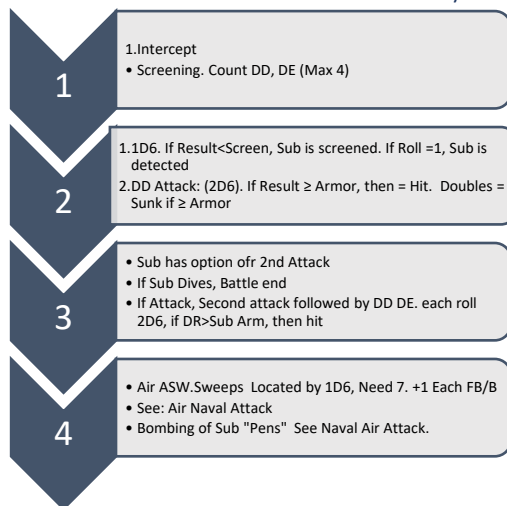 1
1.Intercept
• Screening. Count DD, DE (Max 4)
2
1.1D6. If Result<Screen, Sub is screened. If Roll =1, Sub is
detected
2.DD Attack: (2D6). If Result ≥ Armor, then = Hit. Doubles =
Sunk if ≥ Armor
3
• Sub has option ofr 2nd Attack
• If Sub Dives, Battle end
• If Attack, Second attack followed by DD DE. each roll
2D6, if DR>Sub Arm, then hit
4
• Air ASW.Sweeps Located by 1D6, Need 7. +1 Each FB/B
• See: Air Naval Attack
• Bombing of Sub "Pens" See Naval Air Attack.